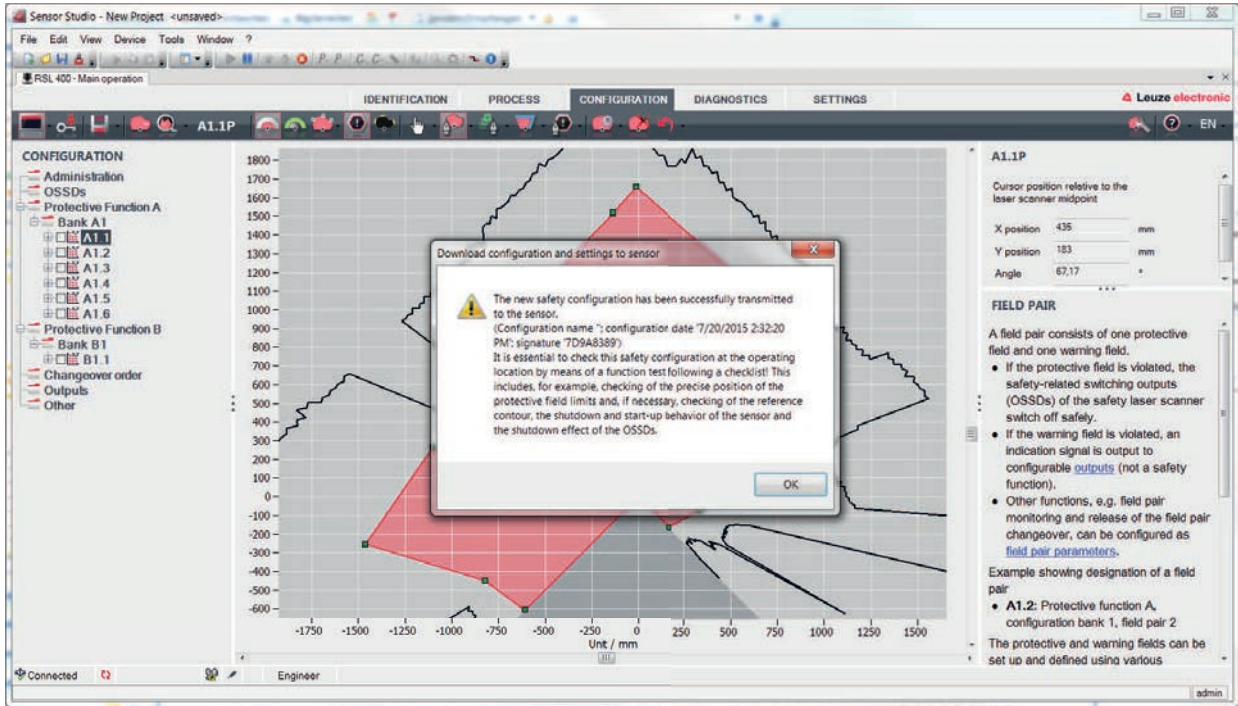 Sensor Studio - New Project <unsaved>
File Edit View Device Tools Window ?
P. P. C. C.
RSL 400 - Main operation
IDENTIFICATION PROCESS CONFIGURATION DIAGNOSTICS SETTINGS
Leuze electronic
A1.1P
EN
CONFIGURATION
Administration
OSSDs
Protective Function A
Bank A1
A1.1
A1.2
A1.3
A1.4
A1.5
A1.6
Protective Function B
Bank B1
B1.1
Changeover order
Outputs
Other
1800
1700
1600
1500
1400
1300
1200
1100
1000
900
800
700
600
500
400
300
200
100
0
-100
-200
-300
-400
-500
-600
-1750 -1500 -1250 -1000 -750 -500 -250 0 250 500 750 1000 1250 1500
Unt / mm
Download configuration and settings to sensor
The new safety configuration has been successfully transmitted
to the sensor.
(Configuration name '': configuration date '7/20/2015 2:32:20
PM': signature '7D9A8389')
It is essential to check this safety configuration at the operating
location by means of a function test following a checklist! This
includes, for example, checking of the precise position of the
protective field limits and, if necessary, checking of the reference
contour, the shutdown and start-up behavior of the sensor and
the shutdown effect of the OSSDs.
OK
A1.1P
Cursor position relative to the
laser scanner midpoint
X position 435 mm
Y position 183 mm
Angle 67,17 °
FIELD PAIR
A field pair consists of one protective
field and one warning field.
• If the protective field is violated, the
safety-related switching outputs
(OSSDs) of the safety laser scanner
switch off safely.
• If the warning field is violated, an
indication signal is output to
configurable outputs (not a safety
function).
• Other functions, e.g. field pair
monitoring and release of the field pair
changeover, can be configured as
field pair parameters.
Example showing designation of a field
pair
• A1.2: Protective function A,
configuration bank 1, field pair 2
The protective and warning fields can be
set up and defined using various
Connected
Engineer
admin